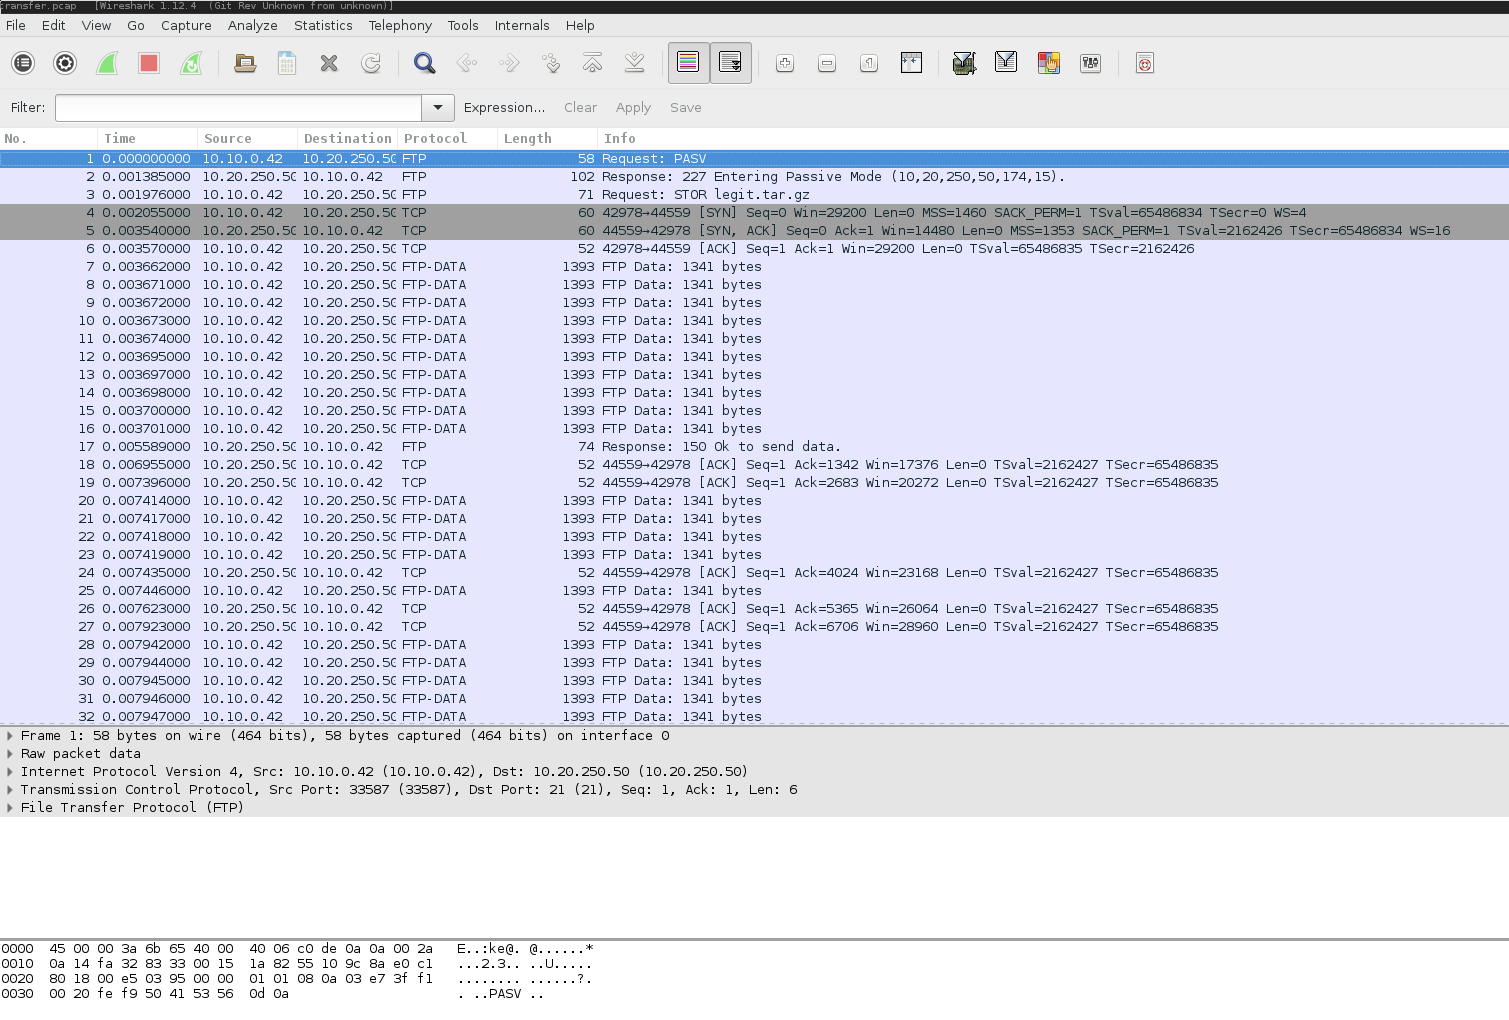 transfer.pcap   [Wireshark 1.12.4  (Git Rev Unknown from unknown)]
File Edit View Go Capture Analyze Statistics Telephony Tools Internals Help
Filter: Expression... Clear Apply Save
No. Time Source Destination Protocol Length Info
1 0.000000000 10.10.0.42 10.20.250.50 FTP 58 Request: PASV
2 0.001385000 10.20.250.50 10.10.0.42 FTP 102 Response: 227 Entering Passive Mode (10,20,250,50,174,15).
3 0.001976000 10.10.0.42 10.20.250.50 FTP 71 Request: STOR legit.tar.gz
4 0.002055000 10.10.0.42 10.20.250.50 TCP 60 42978→44559 [SYN] Seq=0 Win=29200 Len=0 MSS=1460 SACK_PERM=1 TSval=65486834 TSecr=0 WS=4
5 0.003540000 10.20.250.50 10.10.0.42 TCP 60 44559→42978 [SYN, ACK] Seq=0 Ack=1 Win=14480 Len=0 MSS=1353 SACK_PERM=1 TSval=2162426 TSecr=65486834 WS=16
6 0.003570000 10.10.0.42 10.20.250.50 TCP 52 42978→44559 [ACK] Seq=1 Ack=1 Win=29200 Len=0 TSval=65486835 TSecr=2162426
7 0.003662000 10.10.0.42 10.20.250.50 FTP-DATA 1393 FTP Data: 1341 bytes
8 0.003671000 10.10.0.42 10.20.250.50 FTP-DATA 1393 FTP Data: 1341 bytes
9 0.003672000 10.10.0.42 10.20.250.50 FTP-DATA 1393 FTP Data: 1341 bytes
10 0.003673000 10.10.0.42 10.20.250.50 FTP-DATA 1393 FTP Data: 1341 bytes
11 0.003674000 10.10.0.42 10.20.250.50 FTP-DATA 1393 FTP Data: 1341 bytes
12 0.003695000 10.10.0.42 10.20.250.50 FTP-DATA 1393 FTP Data: 1341 bytes
13 0.003697000 10.10.0.42 10.20.250.50 FTP-DATA 1393 FTP Data: 1341 bytes
14 0.003698000 10.10.0.42 10.20.250.50 FTP-DATA 1393 FTP Data: 1341 bytes
15 0.003700000 10.10.0.42 10.20.250.50 FTP-DATA 1393 FTP Data: 1341 bytes
16 0.003701000 10.10.0.42 10.20.250.50 FTP-DATA 1393 FTP Data: 1341 bytes
17 0.005589000 10.20.250.50 10.10.0.42 FTP 74 Response: 150 Ok to send data.
18 0.006955000 10.20.250.50 10.10.0.42 TCP 52 44559→42978 [ACK] Seq=1 Ack=1342 Win=17376 Len=0 TSval=2162427 TSecr=65486835
19 0.007396000 10.20.250.50 10.10.0.42 TCP 52 44559→42978 [ACK] Seq=1 Ack=2683 Win=20272 Len=0 TSval=2162427 TSecr=65486835
20 0.007414000 10.10.0.42 10.20.250.50 FTP-DATA 1393 FTP Data: 1341 bytes
21 0.007417000 10.10.0.42 10.20.250.50 FTP-DATA 1393 FTP Data: 1341 bytes
22 0.007418000 10.10.0.42 10.20.250.50 FTP-DATA 1393 FTP Data: 1341 bytes
23 0.007419000 10.10.0.42 10.20.250.50 FTP-DATA 1393 FTP Data: 1341 bytes
24 0.007435000 10.20.250.50 10.10.0.42 TCP 52 44559→42978 [ACK] Seq=1 Ack=4024 Win=23168 Len=0 TSval=2162427 TSecr=65486835
25 0.007446000 10.10.0.42 10.20.250.50 FTP-DATA 1393 FTP Data: 1341 bytes
26 0.007623000 10.20.250.50 10.10.0.42 TCP 52 44559→42978 [ACK] Seq=1 Ack=5365 Win=26064 Len=0 TSval=2162427 TSecr=65486835
27 0.007923000 10.20.250.50 10.10.0.42 TCP 52 44559→42978 [ACK] Seq=1 Ack=6706 Win=28960 Len=0 TSval=2162427 TSecr=65486835
28 0.007942000 10.10.0.42 10.20.250.50 FTP-DATA 1393 FTP Data: 1341 bytes
29 0.007944000 10.10.0.42 10.20.250.50 FTP-DATA 1393 FTP Data: 1341 bytes
30 0.007945000 10.10.0.42 10.20.250.50 FTP-DATA 1393 FTP Data: 1341 bytes
31 0.007946000 10.10.0.42 10.20.250.50 FTP-DATA 1393 FTP Data: 1341 bytes
32 0.007947000 10.10.0.42 10.20.250.50 FTP-DATA 1393 FTP Data: 1341 bytes
Frame 1: 58 bytes on wire (464 bits), 58 bytes captured (464 bits) on interface 0
Raw packet data
Internet Protocol Version 4, Src: 10.10.0.42 (10.10.0.42), Dst: 10.20.250.50 (10.20.250.50)
Transmission Control Protocol, Src Port: 33587 (33587), Dst Port: 21 (21), Seq: 1, Ack: 1, Len: 6
File Transfer Protocol (FTP)
0000  45 00 00 3a 6b 65 40 00  40 06 c0 de 0a 0a 00 2a   E..:ke@. @......*
0010  0a 14 fa 32 83 33 00 15  1a 82 55 10 9c 8a e0 c1   ...2.3.. ..U.....
0020  80 18 00 e5 03 95 00 00  01 01 08 0a 03 e7 3f f1   ........ ......?.
0030  00 20 fe f9 50 41 53 56  0d 0a   . ..PASV ..